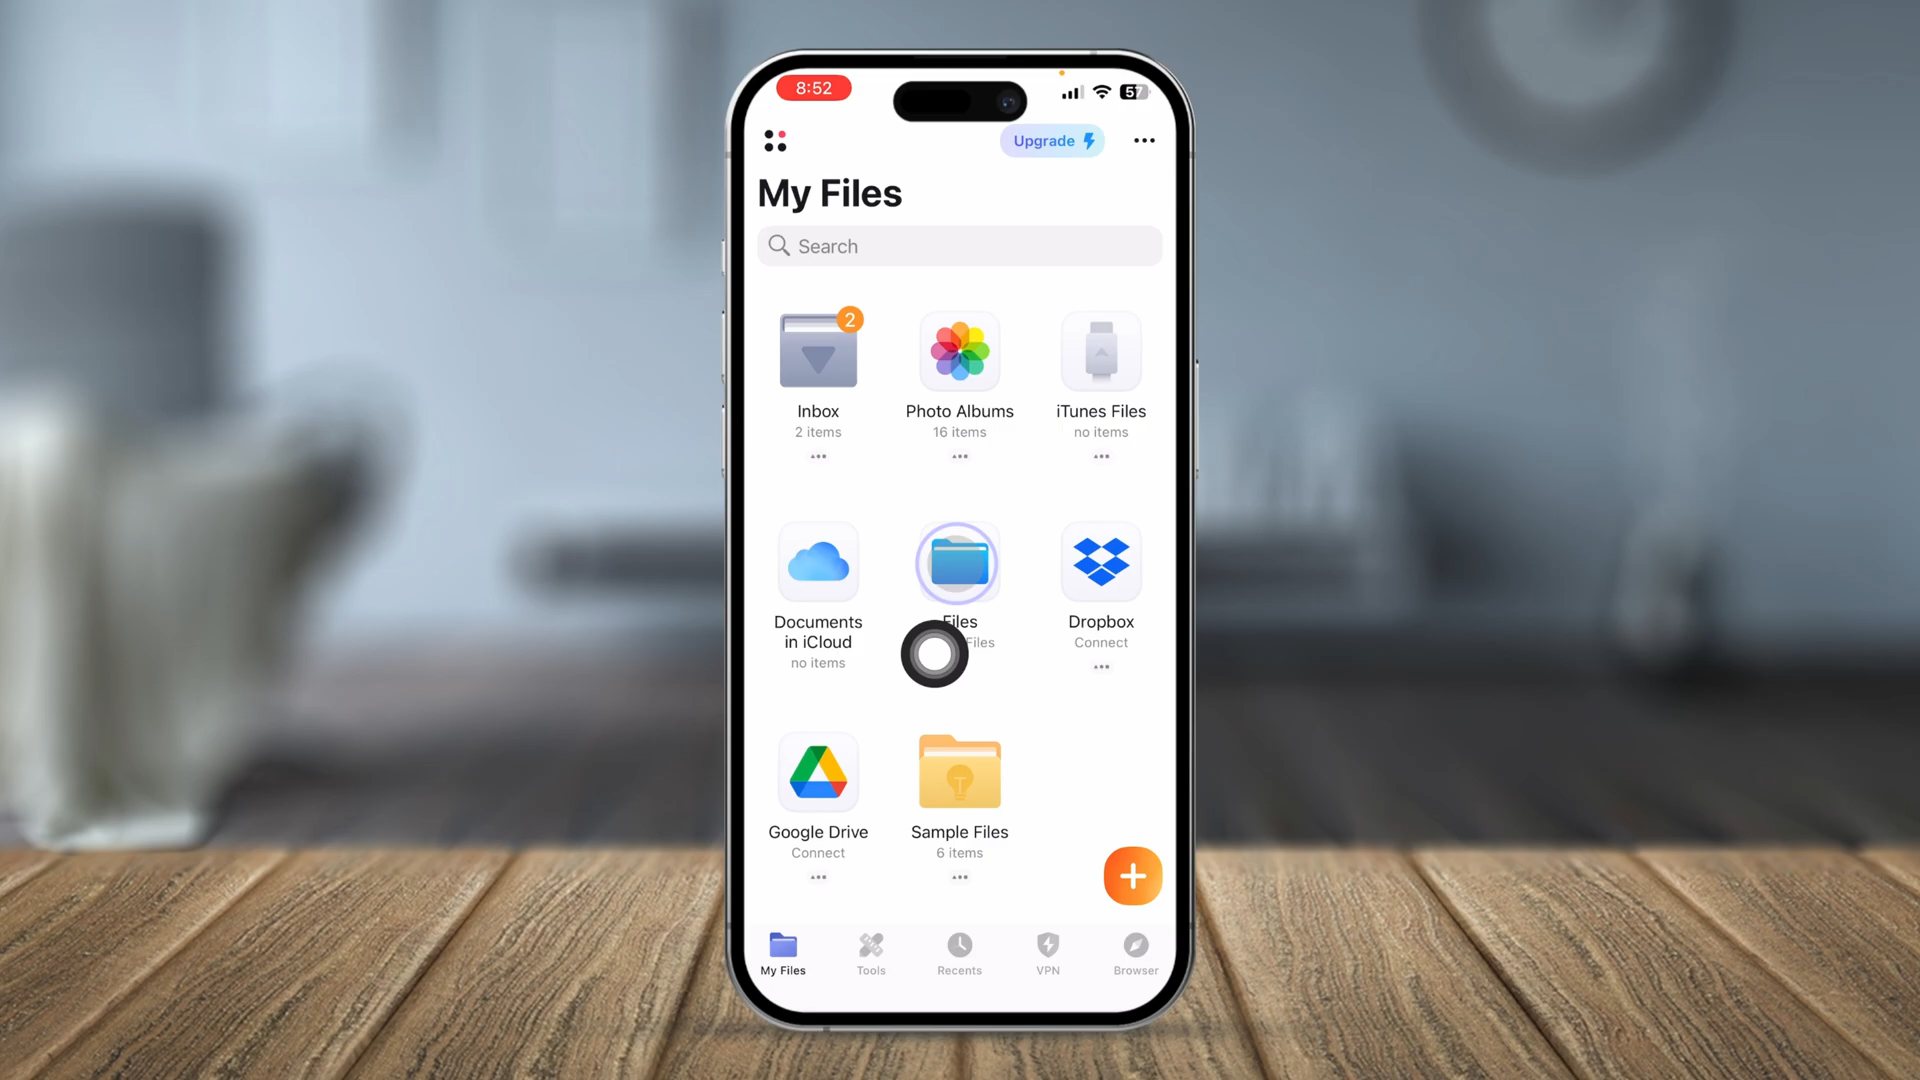 8:52
57
Upgrade
My Files
Search
2
Inbox
Photo Albums
iTunes Files
2 items
16 items
no items
Documents
in iCloud
no items
Files
Files
Dropbox
Connect
Google Drive
Connect
Sample Files
6 items
My Files
Tools
Recents
VPN
Browser